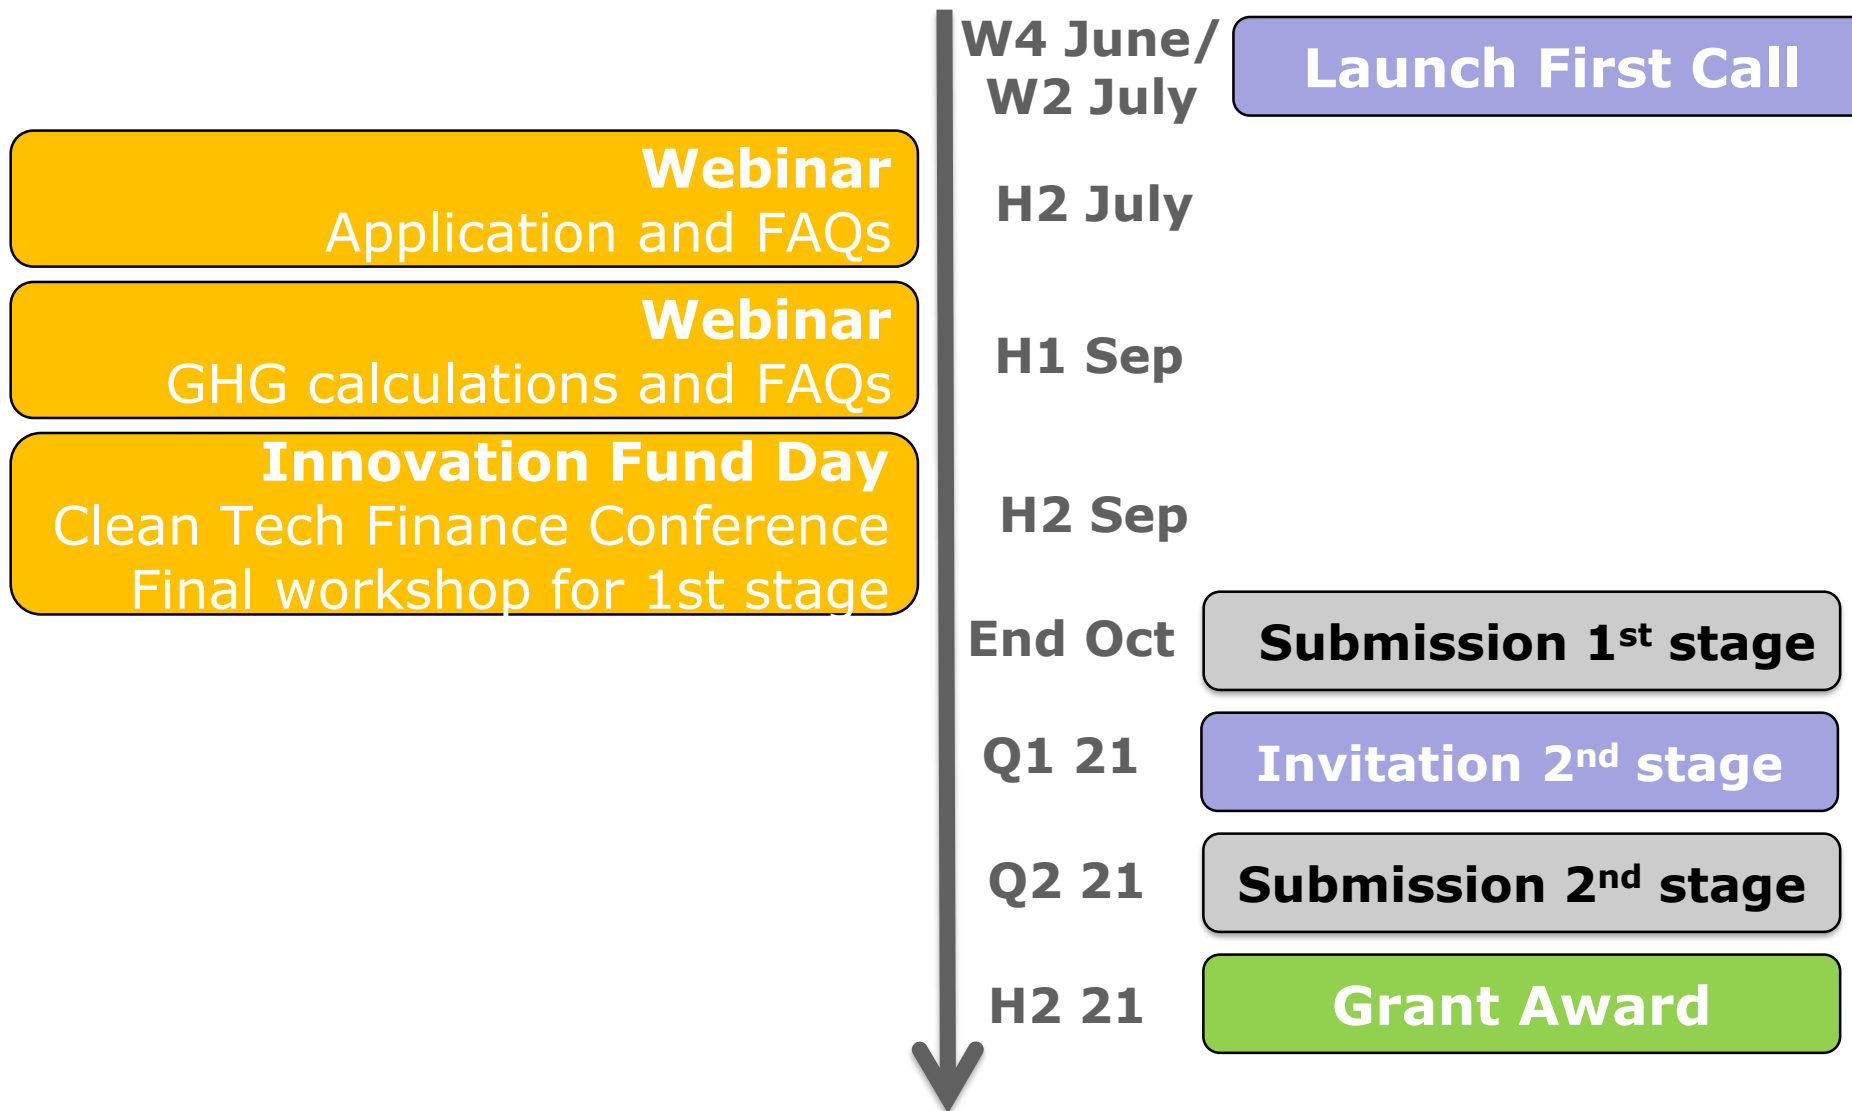 W4 June/
W2 July
Launch First Call
Webinar
Application and FAQs
H2 July
Webinar
GHG calculations and FAQs
H1 Sep
Innovation Fund Day
Clean Tech Finance Conference
Final workshop for 1st stage
H2 Sep
End Oct
Submission 1st stage
Q1 21
Invitation 2nd stage
Q2 21
Submission 2nd stage
H2 21
Grant Award